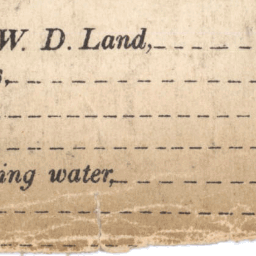 W. D. Land,
ing water,